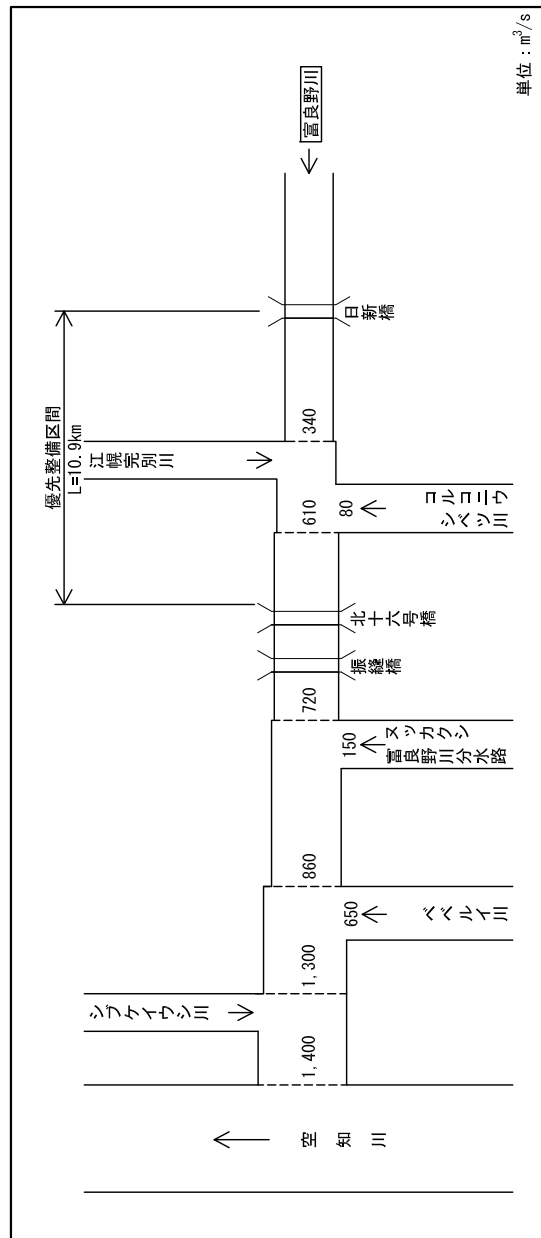 単位：m³/s
富良野川
日新橋
優先整備区間
L=10.9km
340
江幌完別川
610
80
コルコニウ
シベツ川
北十六号橋
振縫橋
720
150
ヌッカクシ
富良野川分水路
860
650
ベベルイ川
1,300
シブケイウシ川
1,400
空知川